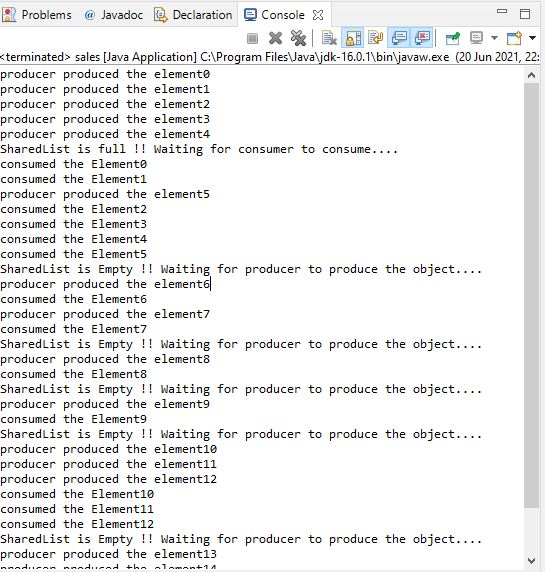 Problems @ Javadoc Declaration Console
<terminated> sales [Java Application] C:\Program Files\Java\jdk-16.0.1\bin\javaw.exe (20 Jun 2021, 22:
producer produced the element0
producer produced the element1
producer produced the element2
producer produced the element3
producer produced the element4
SharedList is full !! Waiting for consumer to consume....
consumed the Element0
consumed the Element1
producer produced the element5
consumed the Element2
consumed the Element3
consumed the Element4
consumed the Element5
SharedList is Empty !! Waiting for producer to produce the object....
producer produced the element6
consumed the Element6
producer produced the element7
consumed the Element7
SharedList is Empty !! Waiting for producer to produce the object....
producer produced the element8
consumed the Element8
SharedList is Empty !! Waiting for producer to produce the object....
producer produced the element9
consumed the Element9
SharedList is Empty !! Waiting for producer to produce the object....
producer produced the element10
producer produced the element11
producer produced the element12
consumed the Element10
consumed the Element11
consumed the Element12
SharedList is Empty !! Waiting for producer to produce the object....
producer produced the element13
producer produced the element14